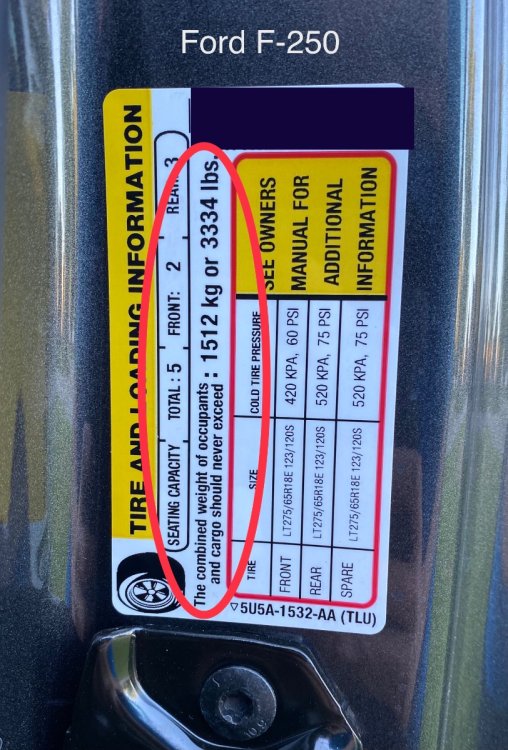 Ford F-250
TIRE AND LOADING INFORMATION
SEATING CAPACITY TOTAL : 5 FRONT: 2 REAR: 3
The combined weight of occupants
and cargo should never exceed : 1512 kg or 3334 lbs.
TIRE SIZE COLD TIRE PRESSURE
FRONT LT275/65R18E 123/120S 420 KPA, 60 PSI
REAR LT275/65R18E 123/120S 520 KPA, 75 PSI
SPARE LT275/65R18E 123/120S 520 KPA, 75 PSI
SEE OWNERS
MANUAL FOR
ADDITIONAL
INFORMATION
▽5U5A-1532-AA (TLU)
10.9